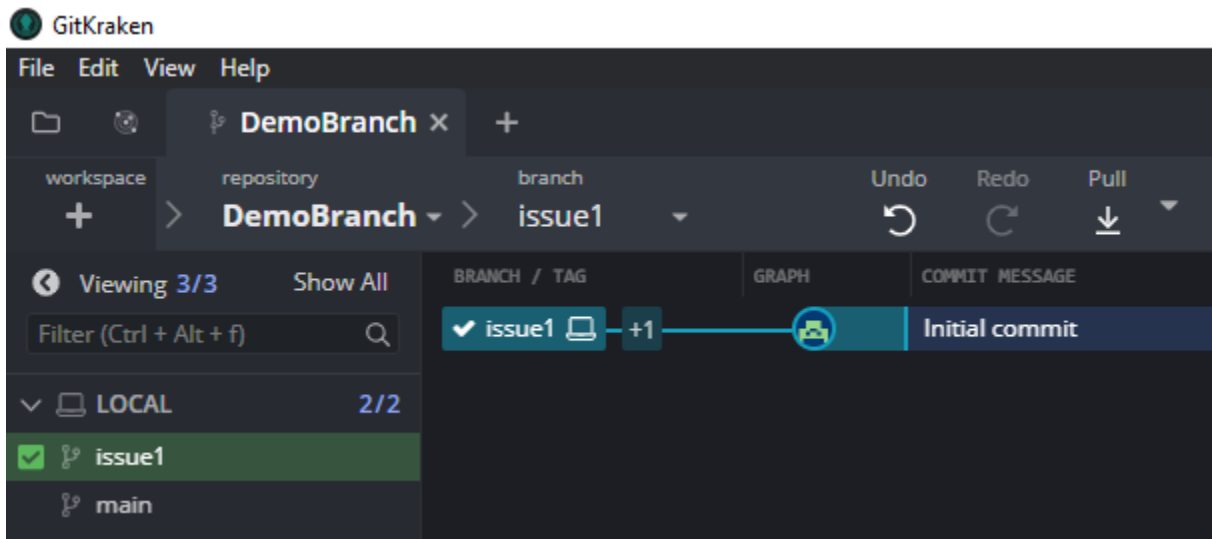 GitKraken
File Edit View Help
DemoBranch
workspace repository branch Undo Redo Pull
DemoBranch issue1
Viewing 3/3 Show All
BRANCH / TAG GRAPH COMMIT MESSAGE
Filter (Ctrl + Alt + f)
issue1 +1 Initial commit
LOCAL 2/2
issue1
main